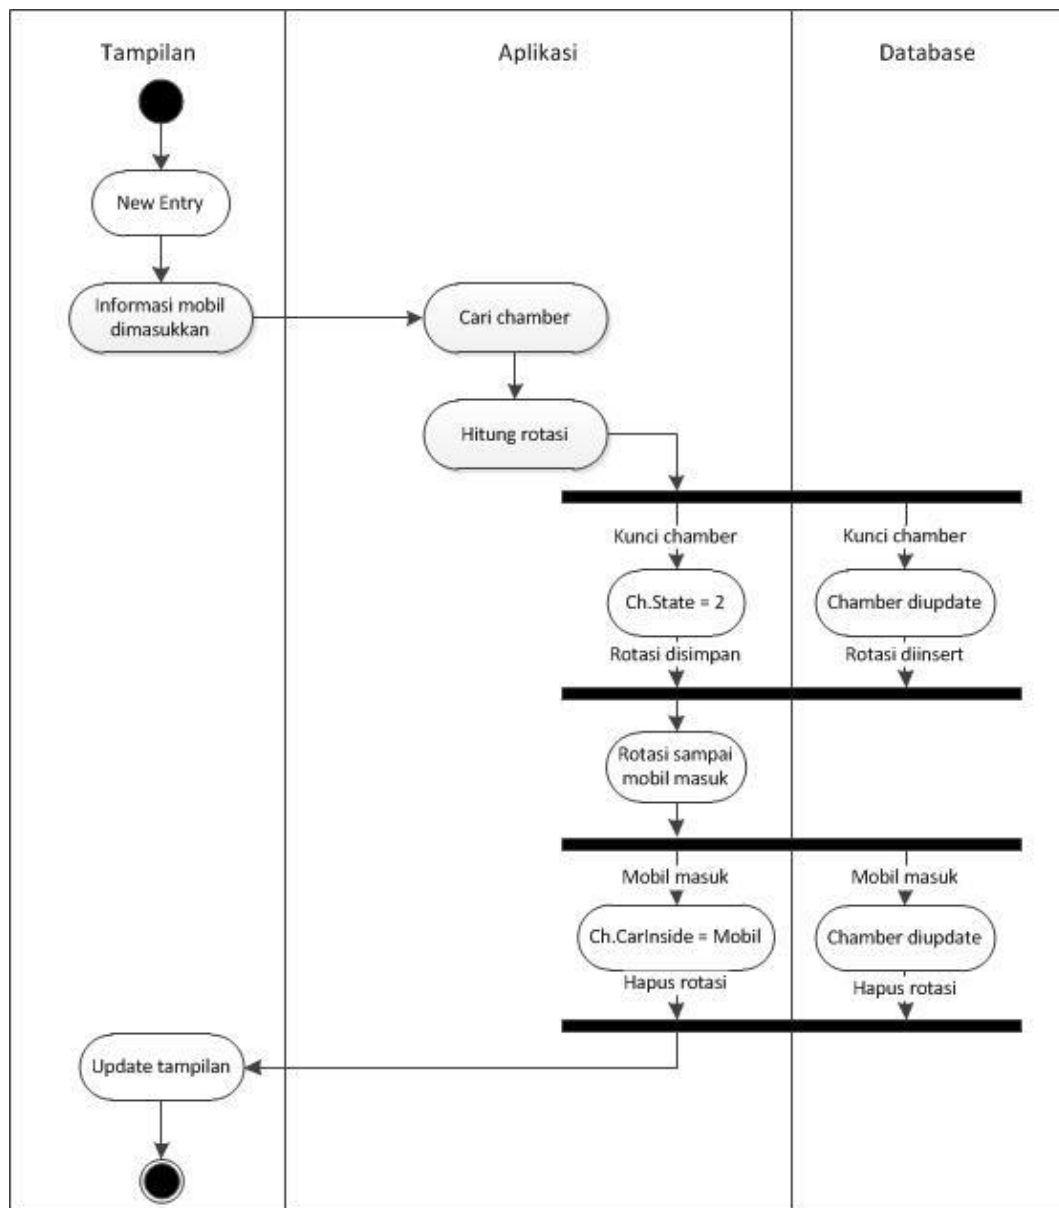 Tampilan
Aplikasi
Database
New Entry
Informasi mobil
dimasukkan
Cari chamber
Hitung rotasi
Kunci chamber
Kunci chamber
Ch.State = 2
Chamber diupdate
Rotasi disimpan
Rotasi diinsert
Rotasi sampai
mobil masuk
Mobil masuk
Mobil masuk
Ch.CarInside = Mobil
Chamber diupdate
Hapus rotasi
Hapus rotasi
Update tampilan